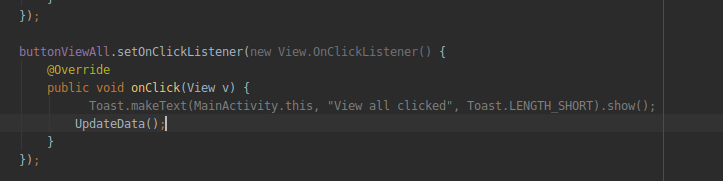 });
buttonViewAll.setOnClickListener(new View.OnClickListener() {
@Override
public void onClick(View v) {
Toast.makeText(MainActivity.this, "View all clicked", Toast.LENGTH_SHORT).show();
UpdateData();
}
});